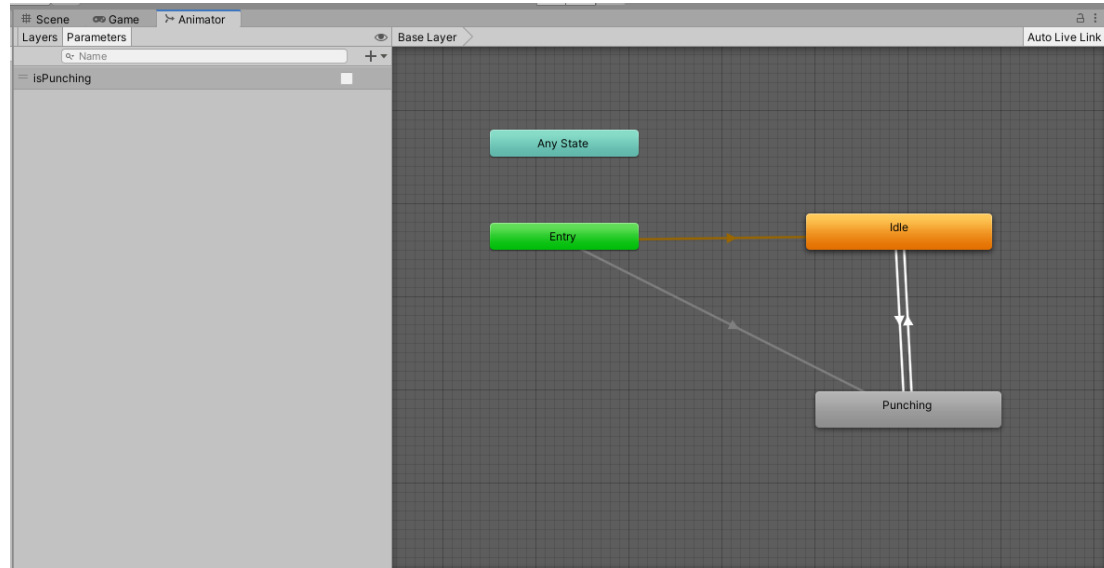 Scene Game Animator
Layers Parameters Base Layer Auto Live Link
Name
isPunching
Any State
Idle
Entry
Punching